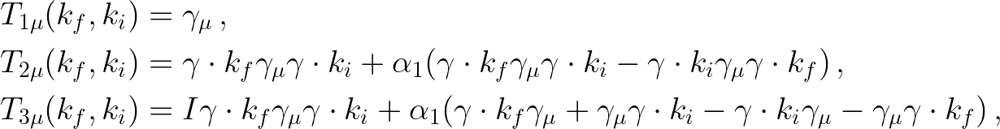 T_{1\mu}(k_f, k_i) = \gamma_\mu ,
T_{2\mu}(k_f, k_i) = \gamma \cdot k_f \gamma_\mu \gamma \cdot k_i + \alpha_1 (\gamma \cdot k_f \gamma_\mu \gamma \cdot k_i - \gamma \cdot k_i \gamma_\mu \gamma \cdot k_f) ,
T_{3\mu}(k_f, k_i) = I \gamma \cdot k_f \gamma_\mu \gamma \cdot k_i + \alpha_1 (\gamma \cdot k_f \gamma_\mu + \gamma_\mu \gamma \cdot k_i - \gamma \cdot k_i \gamma_\mu - \gamma_\mu \gamma \cdot k_f) ,